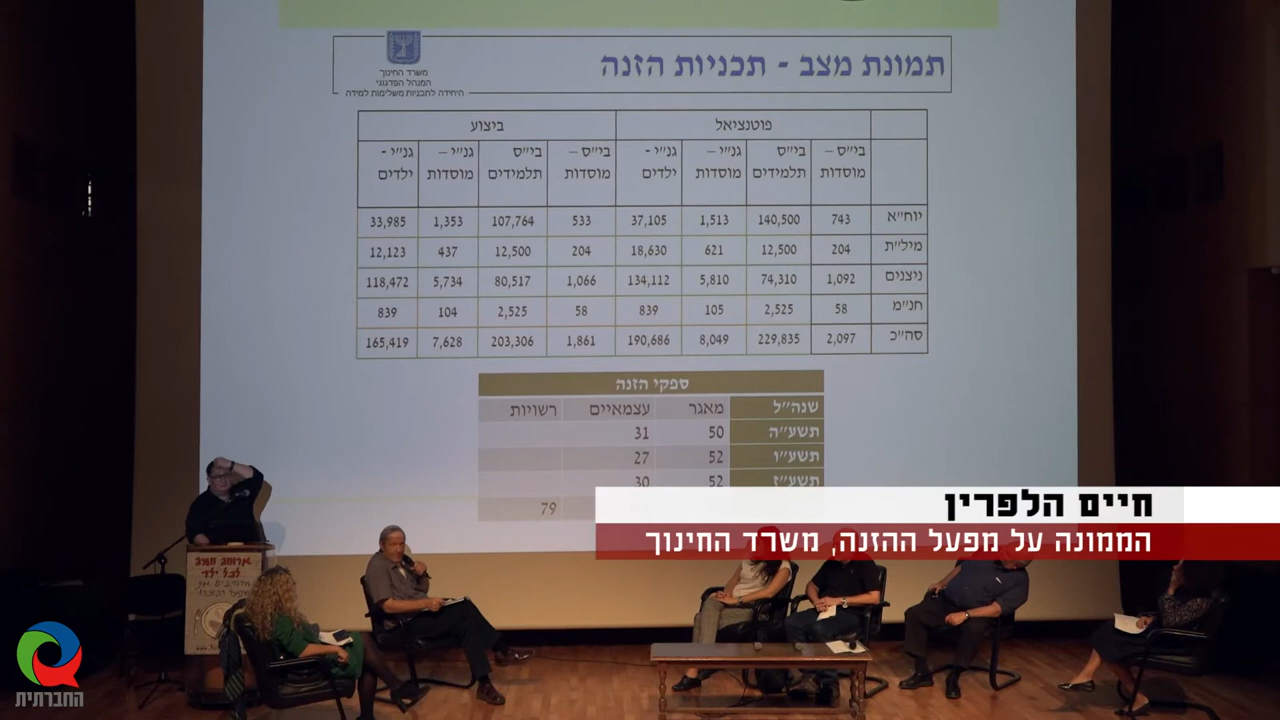 תמונת מצב - תכניות הזנה
משרד החינוך
המנהל הפדגוגי
היחידה לתכניות משלימות למידה
פוטנציאל ביצוע
בי"ס – מוסדות בי"ס תלמידים גנ"י – מוסדות גנ"י - ילדים בי"ס – מוסדות בי"ס תלמידים גנ"י – מוסדות גנ"י - ילדים
יוח"א 743 140,500 1,513 37,105 533 107,764 1,353 33,985
מיל"ת 204 12,500 621 18,630 204 12,500 437 12,123
ניצנים 1,092 74,310 5,810 134,112 1,066 80,517 5,734 118,472
חנ"מ 58 2,525 105 839 58 2,525 104 839
סה"כ 2,097 229,835 8,049 190,686 1,861 203,306 7,628 165,419
ספקי הזנה
שנה"ל מאגר עצמאיים רשויות
תשע"ה 50 31
תשע"ו 52 27
תשע"ז 52 30
79
חיים הלפרין
הממונה על מפעל ההזנה, משרד החינוך
ארוחה חמה
לכל ילד
החברתית